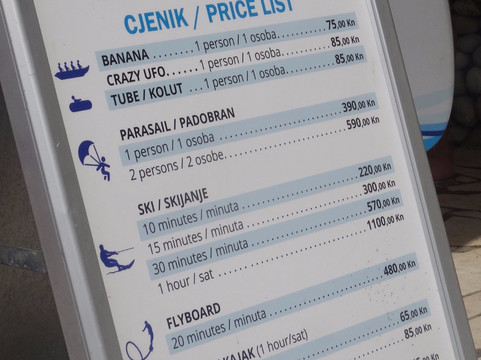 CJENIK / PRICE LIST
BANANA ........1 person / 1 osoba.............75,00 Kn
CRAZY UFO......1 person / 1 osoba............85,00 Kn
TUBE / KOLUT ...1 person / 1 osoba............85,00 Kn
PARASAIL / PADOBRAN
1 person / 1 osoba ..............................390,00 Kn
2 persons / 2 osobe..............................590,00 Kn
SKI / SKIJANJE
10 minutes / minuta ............................220,00 Kn
15 minutes / minuta ............................300,00 Kn
30 minutes / minuta ............................570,00 Kn
1 hour / sat ......................................1100,00 Kn
FLYBOARD
20 minutes / minuta ............................480,00 Kn
KAJAK (1 hour/sat)
65,00
85,00